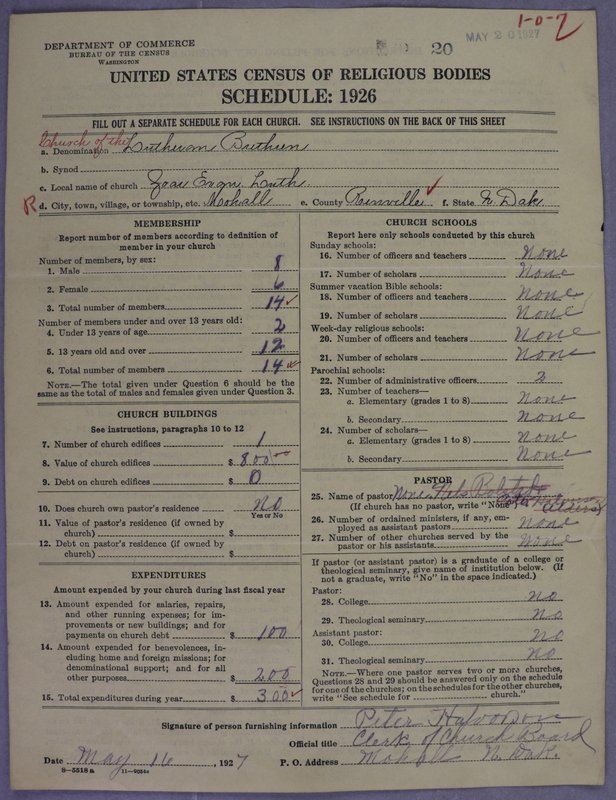 1-0-2
DEPARTMENT OF COMMERCE
BUREAU OF THE CENSUS
WASHINGTON
20
MAY 20 1927
UNITED STATES CENSUS OF RELIGIOUS BODIES
SCHEDULE: 1926
FILL OUT A SEPARATE SCHEDULE FOR EACH CHURCH. SEE INSTRUCTIONS ON THE BACK OF THIS SHEET
Church of the
a. Denomination Lutheran Brethren
b. Synod
c. Local name of church Zoar Evgn. Luth.
R d. City, town, village, or township, etc. Mohall e. County Renville f. State N. Dak
MEMBERSHIP
Report number of members according to definition of
member in your church
Number of members, by sex:
1. Male 8
2. Female 6
3. Total number of members 14
Number of members under and over 13 years old:
4. Under 13 years of age 2
5. 13 years old and over 12
6. Total number of members 14
NOTE.—The total given under Question 6 should be
the same as the total of males and females given under Question 3.
CHURCH BUILDINGS
See instructions, paragraphs 10 to 12
7. Number of church edifices 1
8. Value of church edifices $ 800.00
9. Debt on church edifices $ 0
10. Does church own pastor's residence no
Yes or No
11. Value of pastor's residence (if owned by
church) $
12. Debt on pastor's residence (if owned by
church) $
EXPENDITURES
Amount expended by your church during last fiscal year
13. Amount expended for salaries, repairs,
and other running expenses; for im-
provements or new buildings; and for
payments on church debt $ 100
14. Amount expended for benevolences, in-
cluding home and foreign missions; for
denominational support; and for all
other purposes $ 200
15. Total expenditures during year $ 300
CHURCH SCHOOLS
Report here only schools conducted by this church
Sunday schools:
16. Number of officers and teachers None
17. Number of scholars None
Summer vacation Bible schools:
18. Number of officers and teachers None
19. Number of scholars None
Week-day religious schools:
20. Number of officers and teachers None
21. Number of scholars None
Parochial schools:
22. Number of administrative officers 2
23. Number of teachers—
a. Elementary (grades 1 to 8) None
b. Secondary None
24. Number of scholars—
a. Elementary (grades 1 to 8) None
b. Secondary None
PASTOR
25. Name of pastor None Nels
(If church has no pastor, write "None") Elders
26. Number of ordained ministers, if any, em-
ployed as assistant pastors None
27. Number of other churches served by the
pastor or his assistants None
If pastor (or assistant pastor) is a graduate of a college or
theological seminary, give name of institution below. (If
not a graduate, write "No" in the space indicated.)
Pastor:
28. College no
29. Theological seminary no
Assistant pastor:
30. College no
31. Theological seminary no
NOTE.—Where one pastor serves two or more churches,
Questions 28 and 29 should be answered only on the schedule
for one of the churches; on the schedules for the other churches,
write "See schedule for church."
Signature of person furnishing information Peter Halvorson
Official title Clerk of Church Board
Date May 16, 1927 P. O. Address Mohall N. Dak.
8—5518 a 11—9054